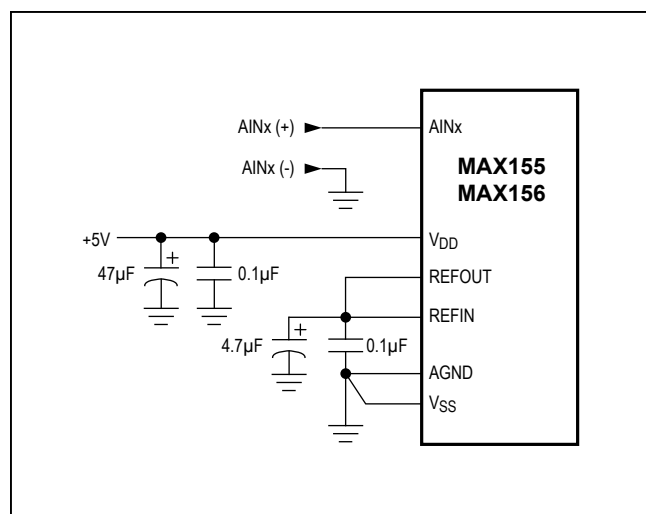 AINx (+)
AINx
MAX155
MAX156
AINx (-)
+5V
VDD
47µF
+
0.1µF
REFOUT
REFIN
4.7µF
+
0.1µF
AGND
VSS